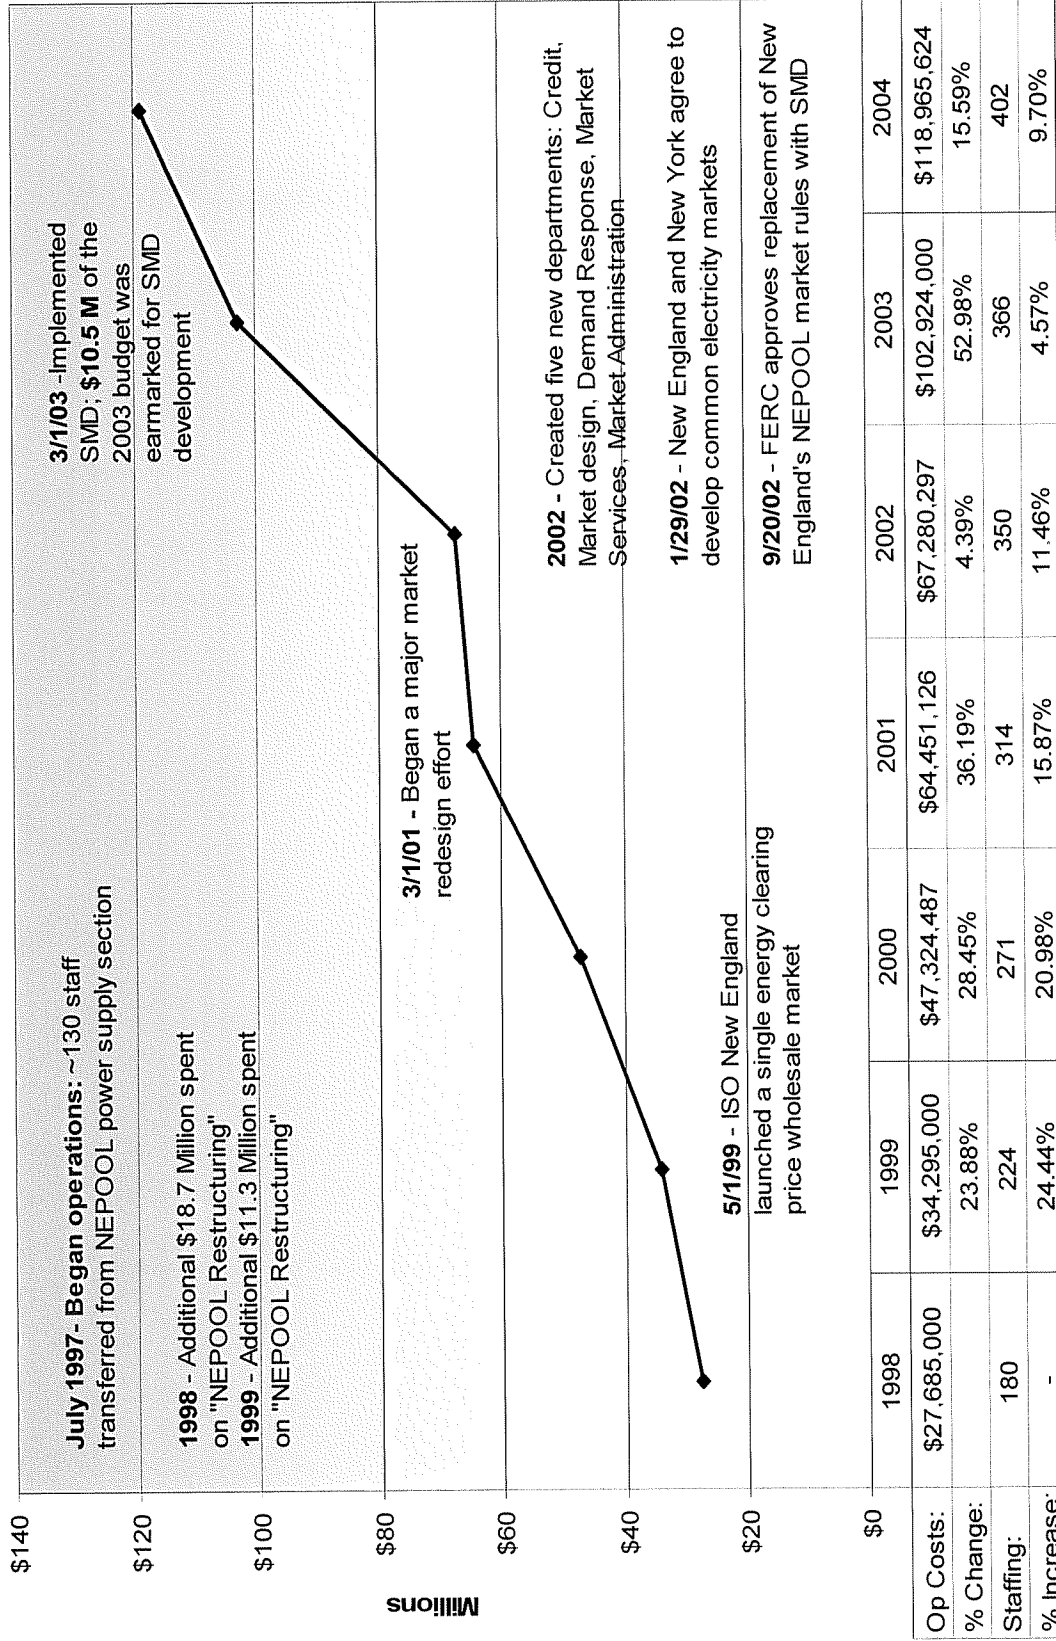 $140
$120
$100
$80
$60
$40
$20
$0
Millions
July 1997- Began operations: ~130 staff
transferred from NEPOOL power supply section
1998 - Additional $18.7 Million spent
on "NEPOOL Restructuring"
1999 - Additional $11.3 Million spent
on "NEPOOL Restructuring"
3/1/03 -Implemented
SMD; $10.5 M of the
2003 budget was
earmarked for SMD
development
3/1/01 - Began a major market
redesign effort
5/1/99 - ISO New England
launched a single energy clearing
price wholesale market
2002 - Created five new departments: Credit,
Market design, Demand Response, Market
Services, Market Administration
1/29/02 - New England and New York agree to
develop common electricity markets
9/20/02 - FERC approves replacement of New
England's NEPOOL market rules with SMD
1998 1999 2000 2001 2002 2003 2004
Op Costs: $27,685,000 $34,295,000 $47,324,487 $64,451,126 $67,280,297 $102,924,000 $118,965,624
% Change: 23.88% 28.45% 36.19% 4.39% 52.98% 15.59%
Staffing: 180 224 271 314 350 366 402
% Increase: - 24.44% 20.98% 15.87% 11.46% 4.57% 9.70%